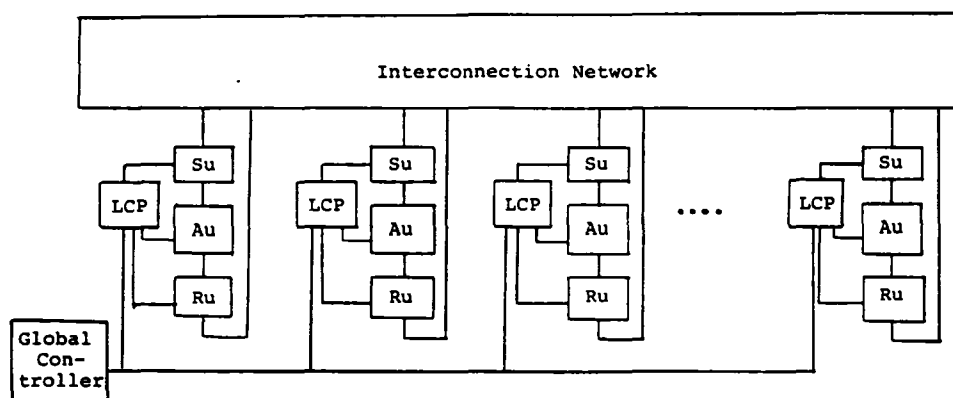 Interconnection Network
Su
Su
Su
Su
LCP
LCP
LCP
LCP
Au
Au
Au
Au
....
Ru
Ru
Ru
Ru
Global
Con-
troller